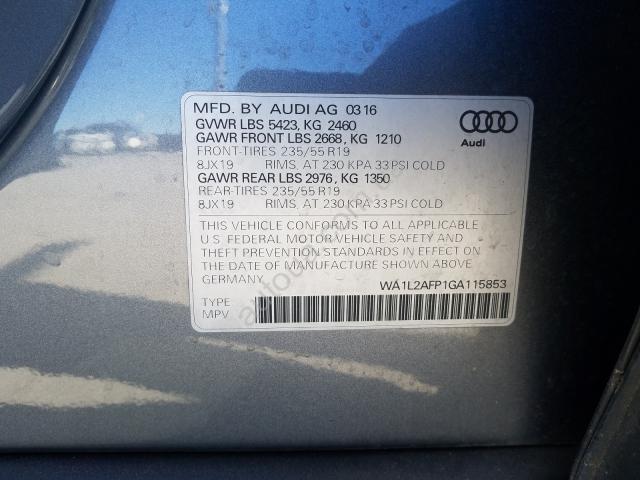 MFD. BY AUDI AG 03 16
GVWR LBS 5423, KG 2460
GAWR FRONT LBS 2668, KG 1210
FRONT-TIRES 235/55 R19
8JX19 RIMS, AT 230 KPA 33 PSI COLD
GAWR REAR LBS 2976, KG 1350
REAR-TIRES 235/55 R19
8JX19 RIMS, AT 230 KPA 33 PSI COLD
Audi
THIS VEHICLE CONFORMS TO ALL APPLICABLE
U.S. FEDERAL MOTOR VEHICLE SAFETY AND
THEFT PREVENTION STANDARDS IN EFFECT ON
THE DATE OF MANUFACTURE SHOWN ABOVE.
GERMANY
WA1L2AFP1GA115853
TYPE
MPV